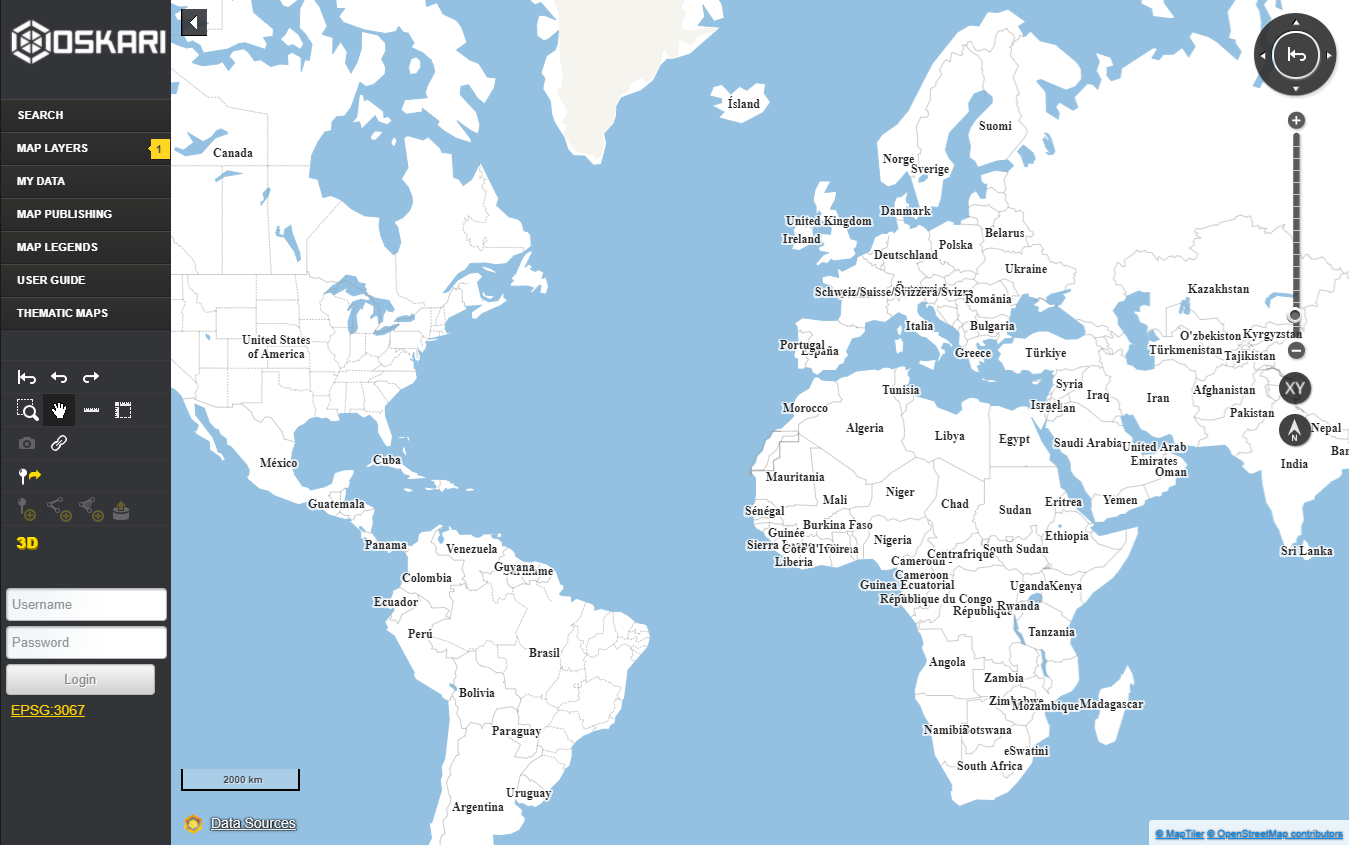 OSKARI
SEARCH
MAP LAYERS
1
MY DATA
MAP PUBLISHING
MAP LEGENDS
USER GUIDE
THEMATIC MAPS
3D
Username
Password
Login
EPSG:3067
Ísland
Canada
Suomi
Norge
Sverige
Danmark
United Kingdom
Ireland
Belarus
Polska
Deutschland
Ukraine
Schweiz/Suisse/Svizzera/Svizra
România
Kazakhstan
Italia
Bulgaria
O'zbekiston
Kyrgyzstan
United States
of America
Portugal
España
Greece
Türkiye
Türkmenistan
Tajikistan
Tunisia
Syria
Iraq
Iran
Afghanistan
XY
Morocco
Israel
Pakistan
Algeria
Libya
Egypt
Saudi Arabia
United Arab
Emirates
Nepal
N
México
Cuba
Oman
India
Mauritania
Mali
Niger
Chad
Guatemala
Sénégal
Sudan
Eritrea
Yemen
Burkina Faso
Guinée
Nigeria
Ethiopia
Panama
Venezuela
Sierra
Côte d'Ivoire
South Sudan
Sri Lanka
Liberia
Centrafrique
Cameroun -
Cameroon
Guyana
Colombia
Guinea Ecuatorial
Uganda
Kenya
Ecuador
République du Congo
Rwanda
République
Perú
Tanzania
Brasil
Angola
Zambia
Bolivia
Zimbabwe
Mozambique
Madagascar
Paraguay
Namibia
Botswana
eSwatini
South Africa
2000 km
Uruguay
Argentina
Data Sources
© MapTiler © OpenStreetMap contributors